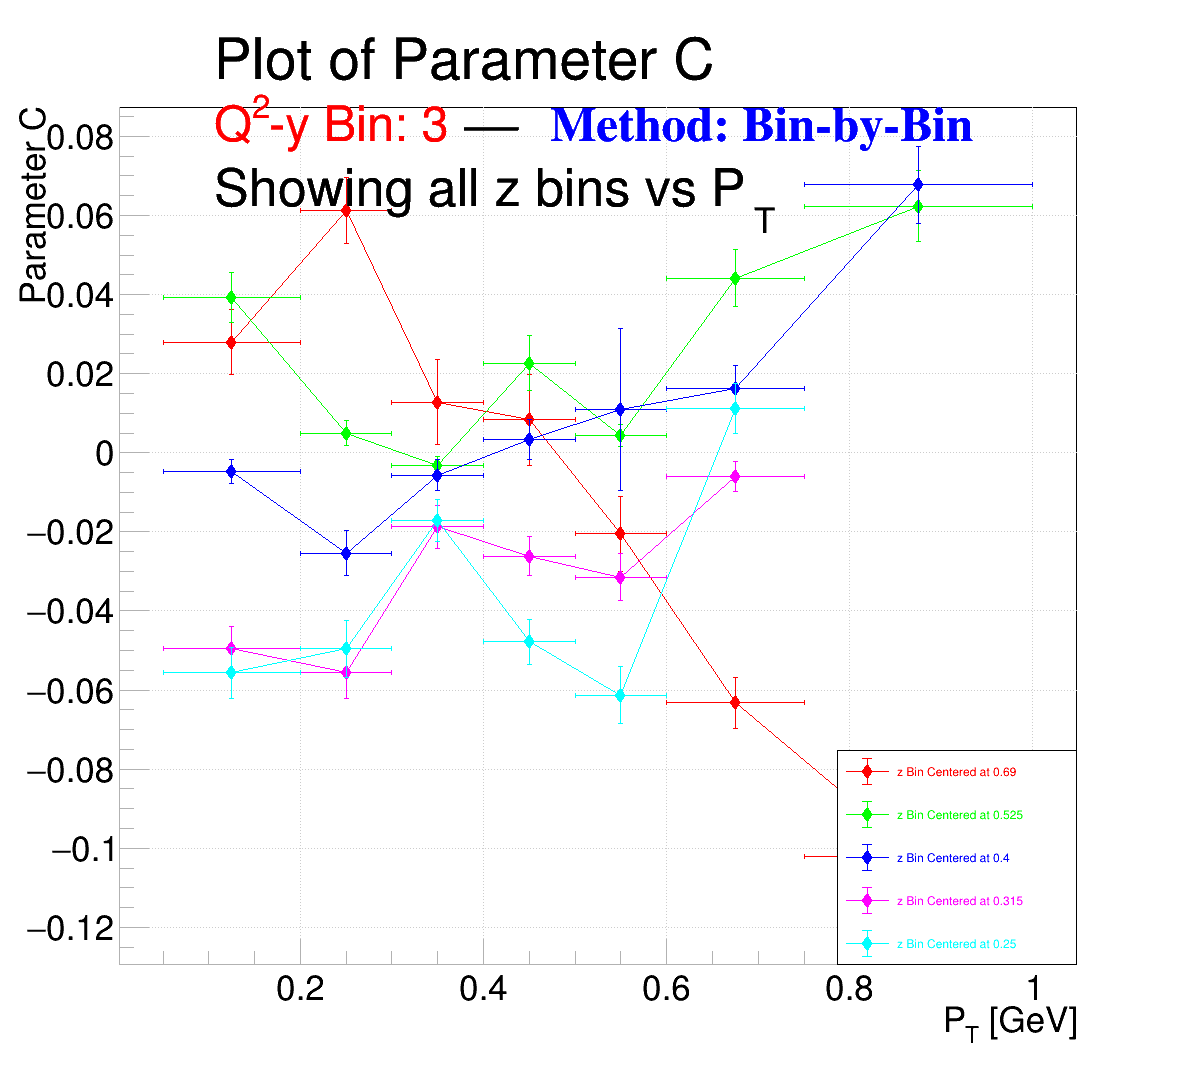 Plot of Parameter C
Q²-y Bin: 3 — Method: Bin-by-Bin
Showing all z bins vs P_T
Parameter C
0.08
0.06
0.04
0.02
0
−0.02
−0.04
−0.06
−0.08
−0.1
−0.12
0.2 0.4 0.6 0.8 1
P_T [GeV]
z Bin Centered at 0.69
z Bin Centered at 0.525
z Bin Centered at 0.4
z Bin Centered at 0.315
z Bin Centered at 0.25